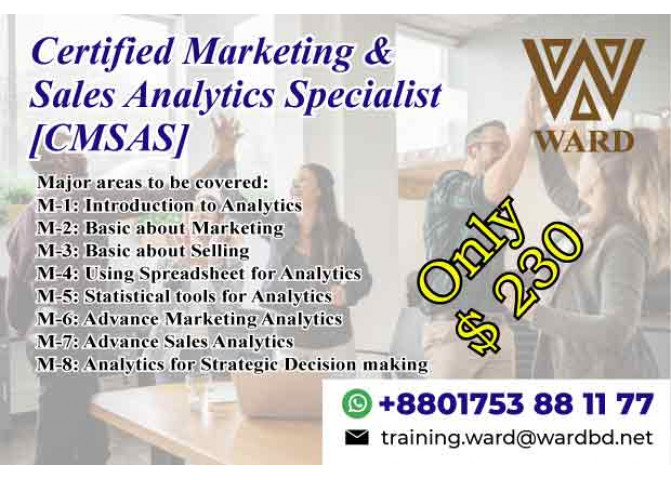 Certified Marketing &
Sales Analytics Specialist
[CMSAS]
WARD
Major areas to be covered:
M-1: Introduction to Analytics
M-2: Basic about Marketing
M-3: Basic about Selling
M-4: Using Spreadsheet for Analytics
M-5: Statistical tools for Analytics
M-6: Advance Marketing Analytics
M-7: Advance Sales Analytics
M-8: Analytics for Strategic Decision making
Only
$ 230
+8801753 88 11 77
training.ward@wardbd.net